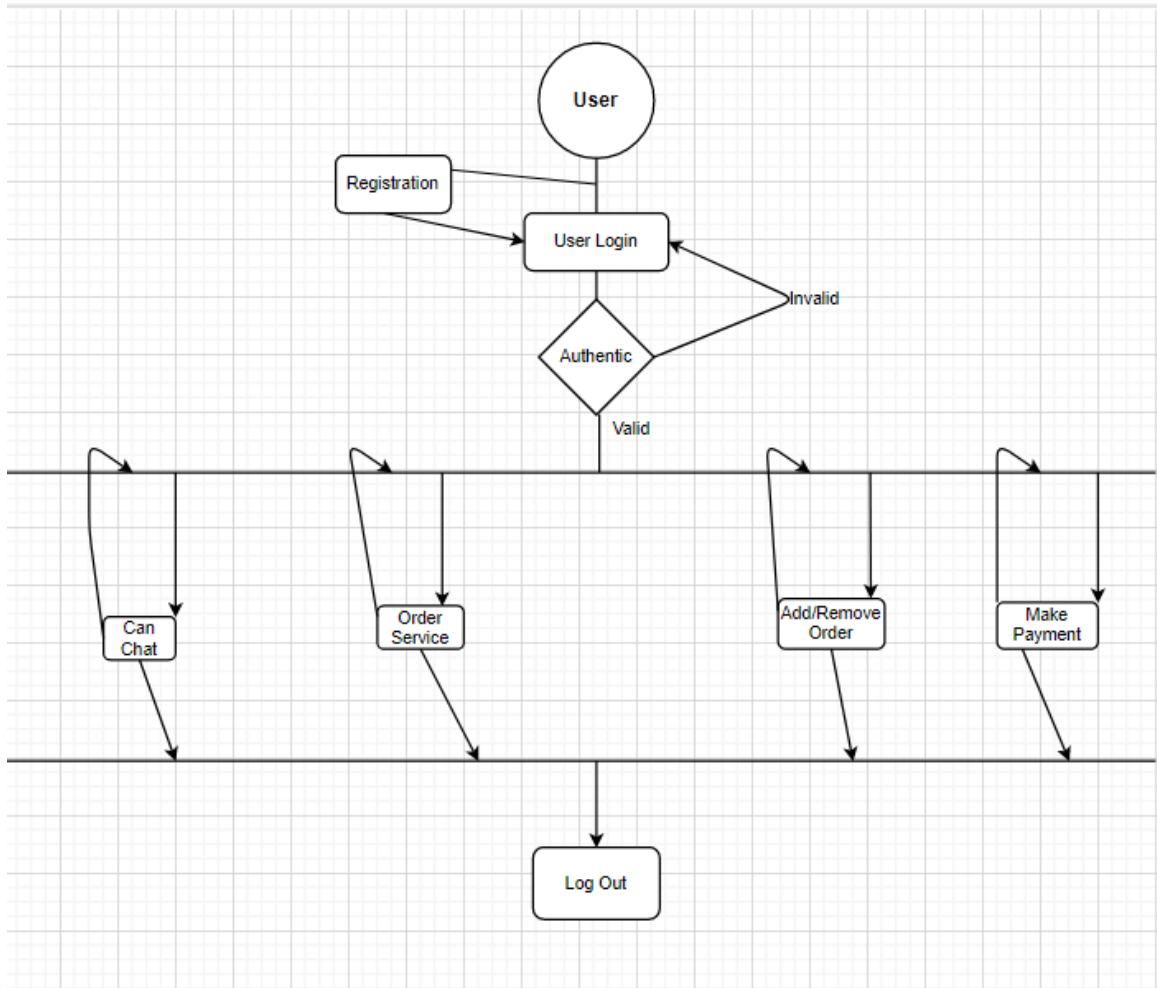 User
Registration
User Login
Invalid
Authentic
Valid
Can
Chat
Order
Service
Add/Remove
Order
Make
Payment
Log Out